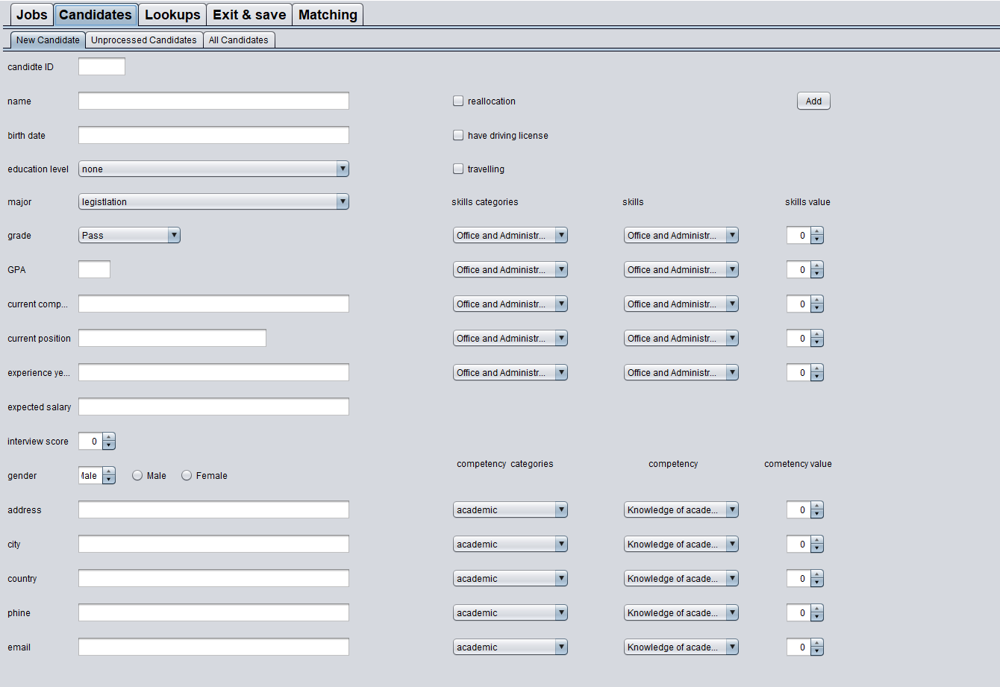 Jobs Candidates Lookups Exit & save Matching
New Candidate Unprocessed Candidates All Candidates
candidte ID
name reallocation Add
birth date have driving license
education level none travelling
major legistlation skills categories skills skills value
grade Pass Office and Administr... Office and Administr... 0
GPA Office and Administr... Office and Administr... 0
current comp... Office and Administr... Office and Administr... 0
current position Office and Administr... Office and Administr... 0
experience ye... Office and Administr... Office and Administr... 0
expected salary
interview score 0
competency categories competency cometency value
gender Male Male Female
address academic Knowledge of acade... 0
city academic Knowledge of acade... 0
country academic Knowledge of acade... 0
phine academic Knowledge of acade... 0
email academic Knowledge of acade... 0